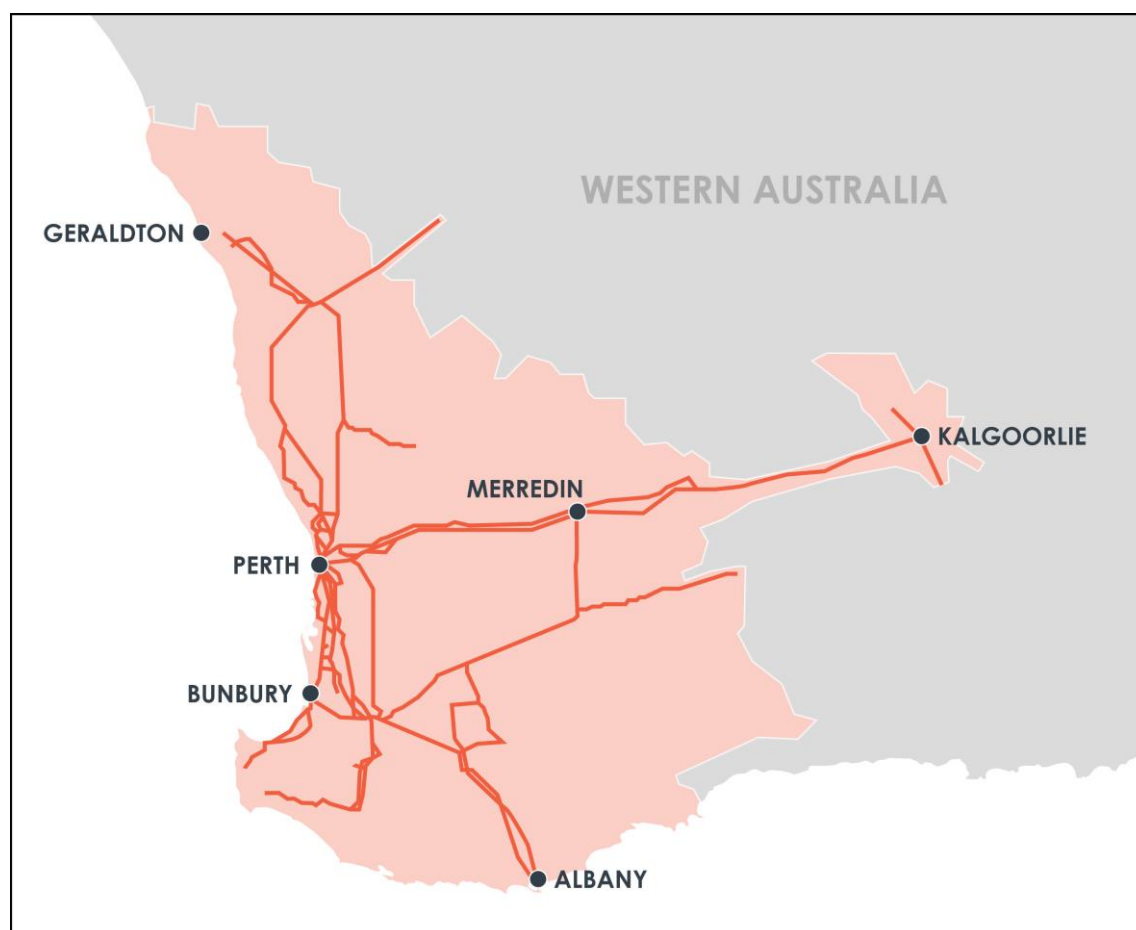 WESTERN AUSTRALIA
GERALDTON
KALGOORLIE
MERREDIN
PERTH
BUNBURY
ALBANY